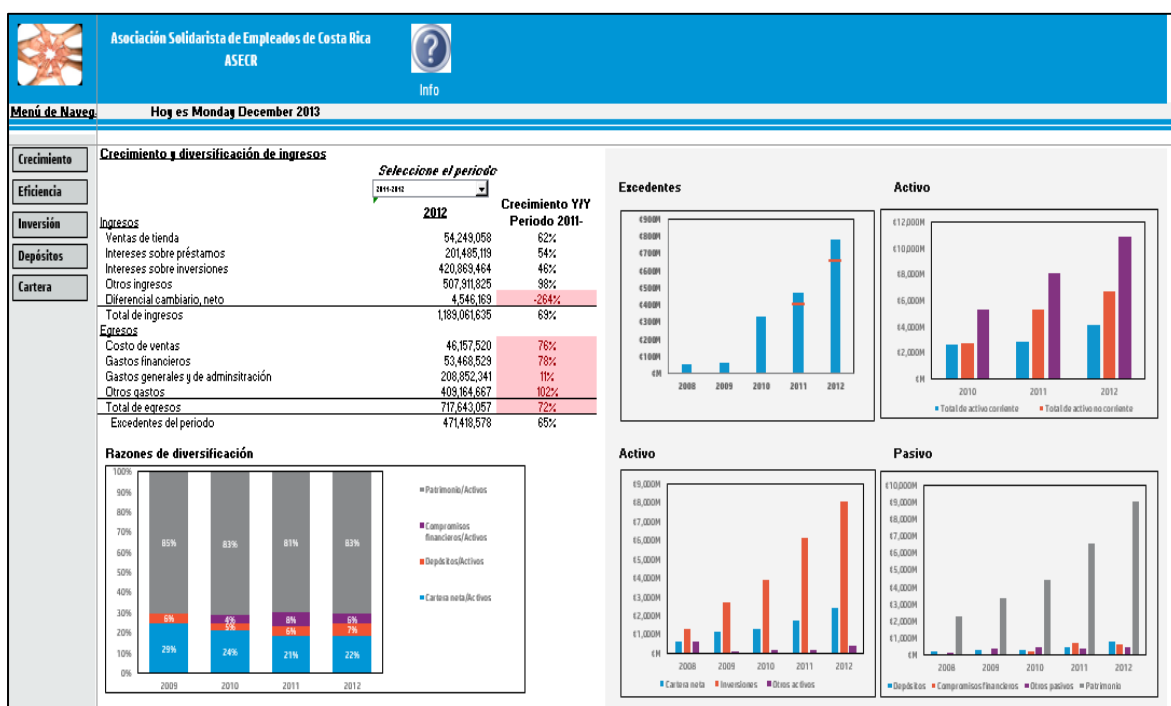 Asociación Solidarista de Empleados de Costa Rica
ASECR
?
Info
Menú de Naveg.
Hoy es Monday December 2013
Crecimiento
Eficiencia
Inversión
Depósitos
Cartera
Crecimiento y diversificación de ingresos
Seleccione el periodo
2011-2012
2012
Crecimiento Y/Y
Periodo 2011-
Ingresos
Ventas de tienda 54,249,058 62%
Intereses sobre préstamos 201,485,119 54%
Intereses sobre inversiones 420,869,464 46%
Otros ingresos 507,911,825 98%
Diferencial cambiario, neto 4,546,169 -264%
Total de ingresos 1,189,061,635 69%
Egresos
Costo de ventas 46,157,520 76%
Gastos financieros 53,468,529 78%
Gastos generales y de adminsitración 208,852,341 11%
Otros gastos 409,164,667 102%
Total de egresos 717,643,057 72%
Excedentes del periodo 471,418,578 65%
Razones de diversificación
100%
90%
80%
70%
60%
50%
40%
30%
20%
10%
0%
65% 83% 81% 83%
6% 4% 8% 6%
5% 6% 7%
29% 24% 21% 22%
2009 2010 2011 2012
Patrimonio/Activos
Compromisos
financieros/Activos
Depósitos/Activos
Cartera neta/Activos
Excedentes
¢900M
¢800M
¢700M
¢600M
¢500M
¢400M
¢300M
¢200M
¢100M
¢M
2008 2009 2010 2011 2012
Activo
¢12,000M
¢10,000M
¢8,000M
¢6,000M
¢4,000M
¢2,000M
¢M
2010 2011 2012
Total de activo corriente Total de activo no corriente
Activo
¢9,000M
¢8,000M
¢7,000M
¢6,000M
¢5,000M
¢4,000M
¢3,000M
¢2,000M
¢1,000M
¢M
2008 2009 2010 2011 2012
Cartera neta Inversiones Otros activos
Pasivo
¢10,000M
¢9,000M
¢8,000M
¢7,000M
¢6,000M
¢5,000M
¢4,000M
¢3,000M
¢2,000M
¢1,000M
¢M
2008 2009 2010 2011 2012
Depósitos Compromisos financieros Otros pasivos Patrimonio